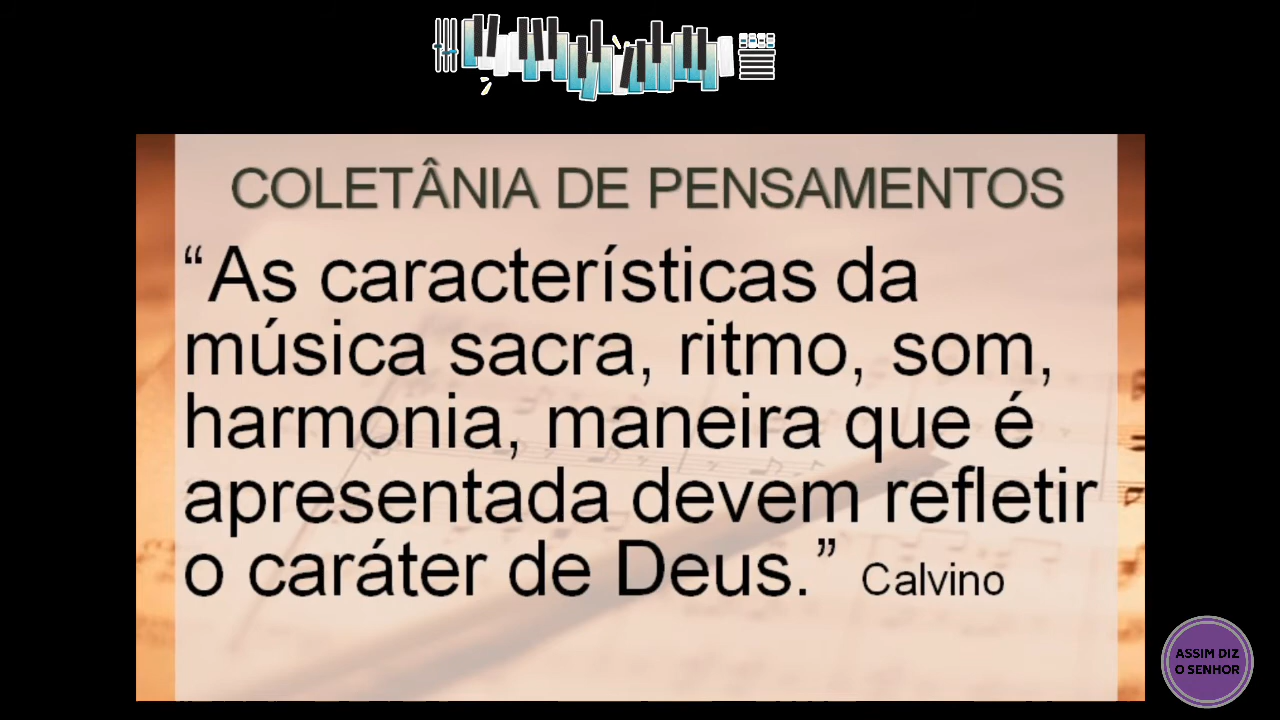 COLETÂNIA DE PENSAMENTOS
“As características da
música sacra, ritmo, som,
harmonia, maneira que é
apresentada devem refletir
o caráter de Deus.” Calvino
ASSIM DIZ
O SENHOR